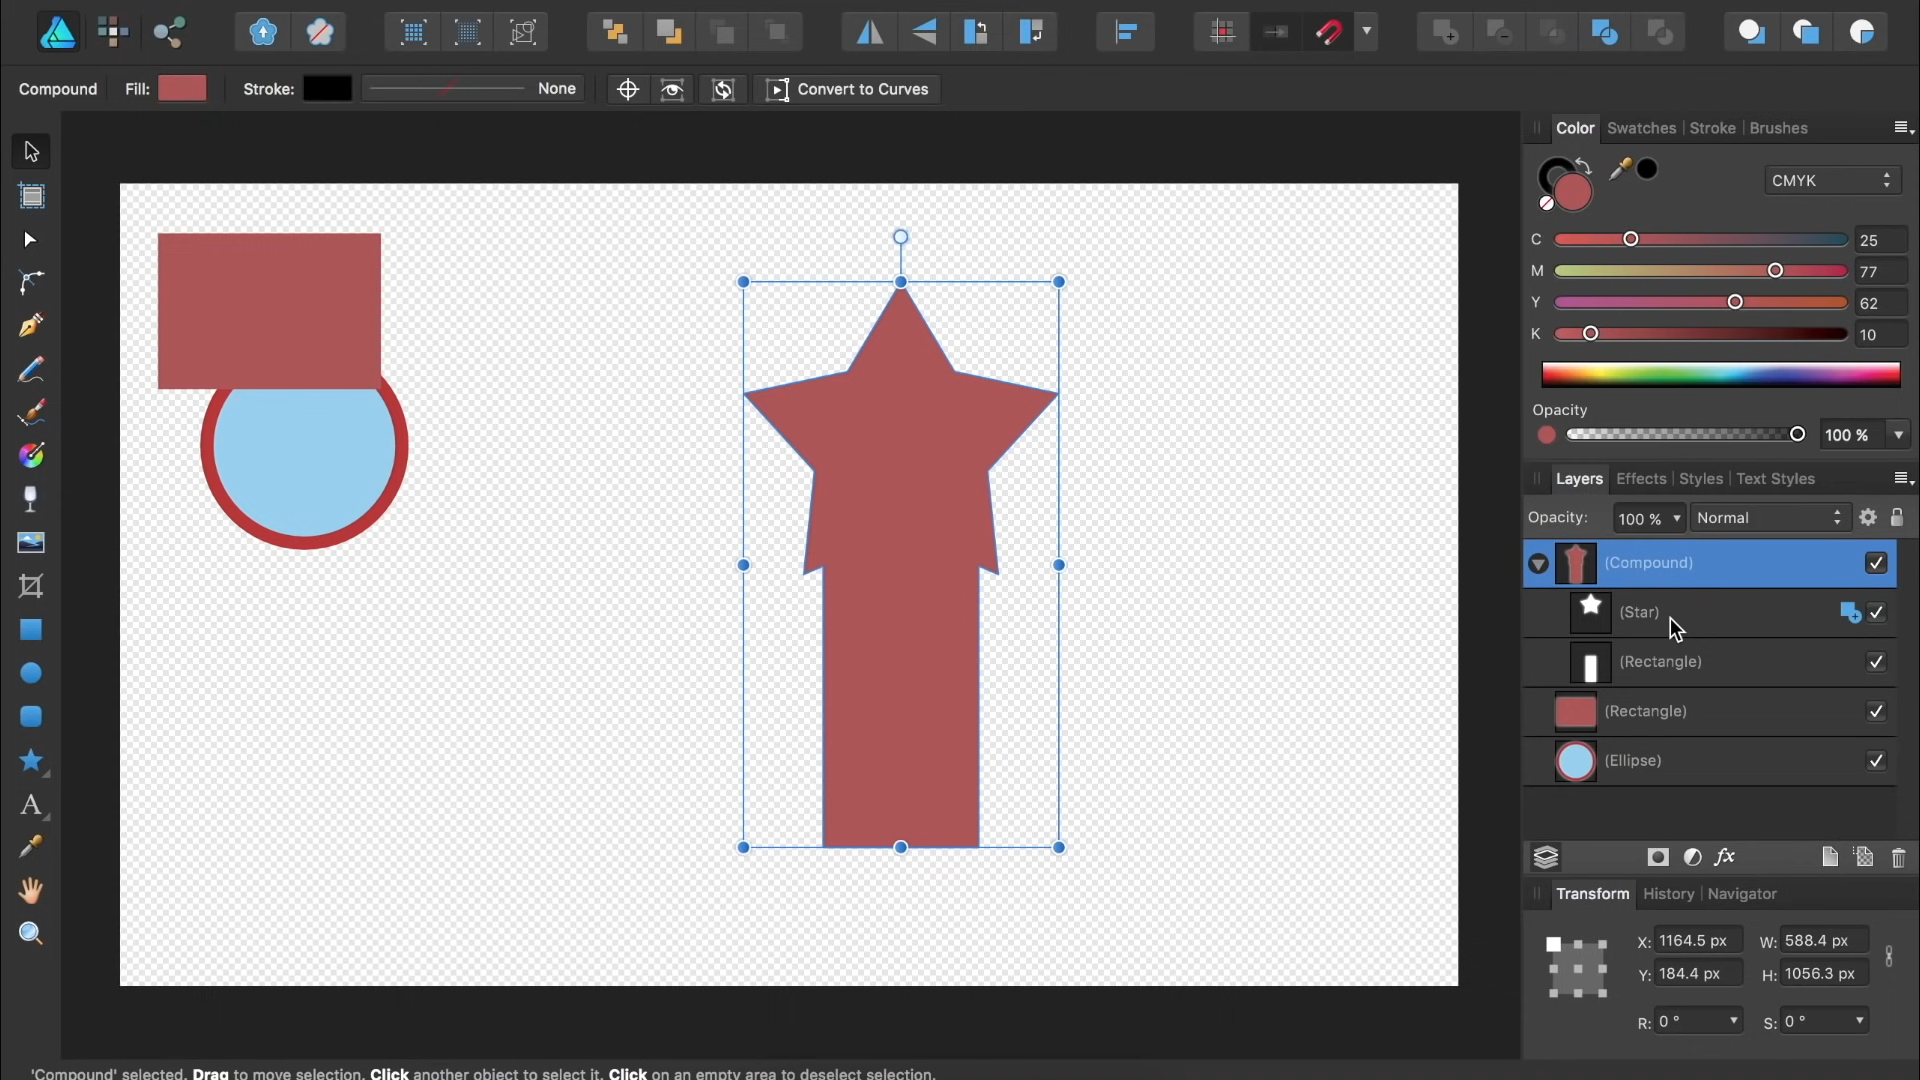 Compound Fill: Stroke: None Convert to Curves
Color Swatches Stroke Brushes
CMYK
C 25
M 77
Y 62
K 10
Opacity
100 %
Layers Effects Styles Text Styles
Opacity: 100 % Normal
(Compound)
(Star)
(Rectangle)
(Rectangle)
(Ellipse)
fx
Transform History Navigator
X: 1164.5 px W: 588.4 px
Y: 184.4 px H: 1056.3 px
R: 0 ° S: 0 °
'Compound' selected. Drag to move selection. Click another object to select it. Click on an empty area to deselect selection.
A